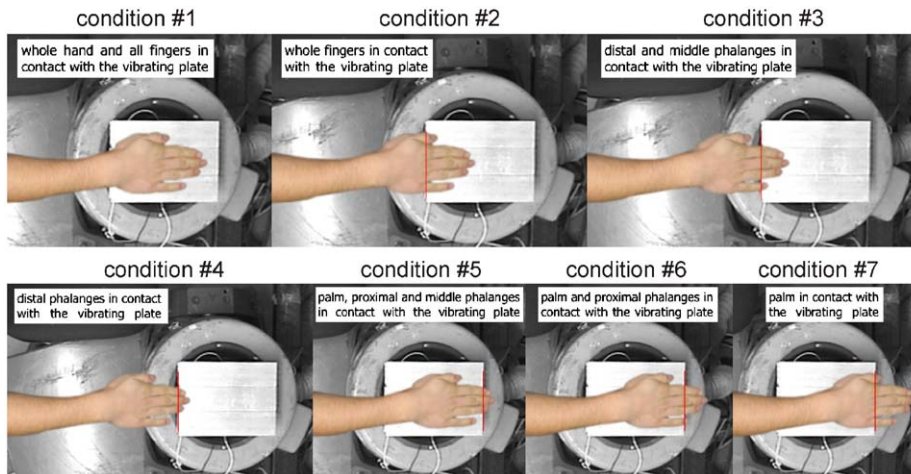 condition #1
whole hand and all fingers in
contact with the vibrating plate
condition #2
whole fingers in contact
with the vibrating plate
condition #3
distal and middle phalanges in
contact with the vibrating plate
condition #4
distal phalanges in contact
with the vibrating plate
condition #5
palm, proximal and middle phalanges
in contact with the vibrating plate
condition #6
palm and proximal phalanges in
contact with the vibrating plate
condition #7
palm in contact with
the vibrating plate